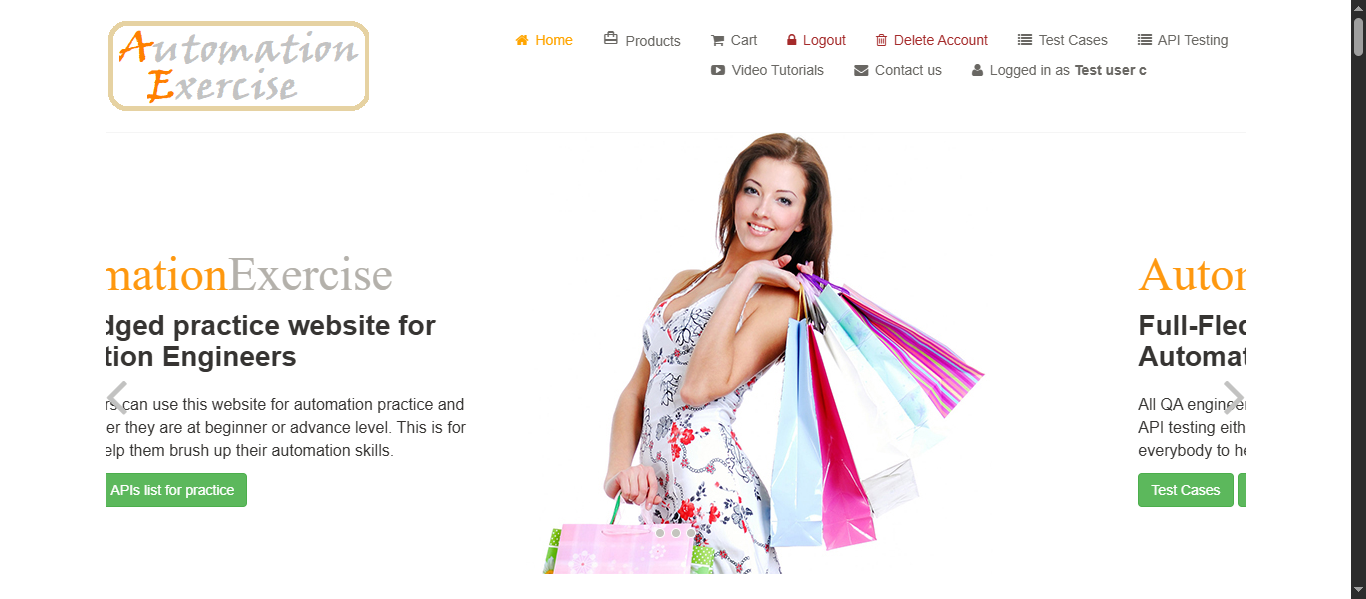 Automation
Exercise
Home
Products
Cart
Logout
Delete Account
Test Cases
API Testing
Video Tutorials
Contact us
Logged in as Test user c
mationExercise
dged practice website for
tion Engineers
rs can use this website for automation practice and
er they are at beginner or advance level. This is for
elp them brush up their automation skills.
APIs list for practice
Autor
Full-Fled
Automat
All QA enginee
API testing eith
everybody to he
Test Cases